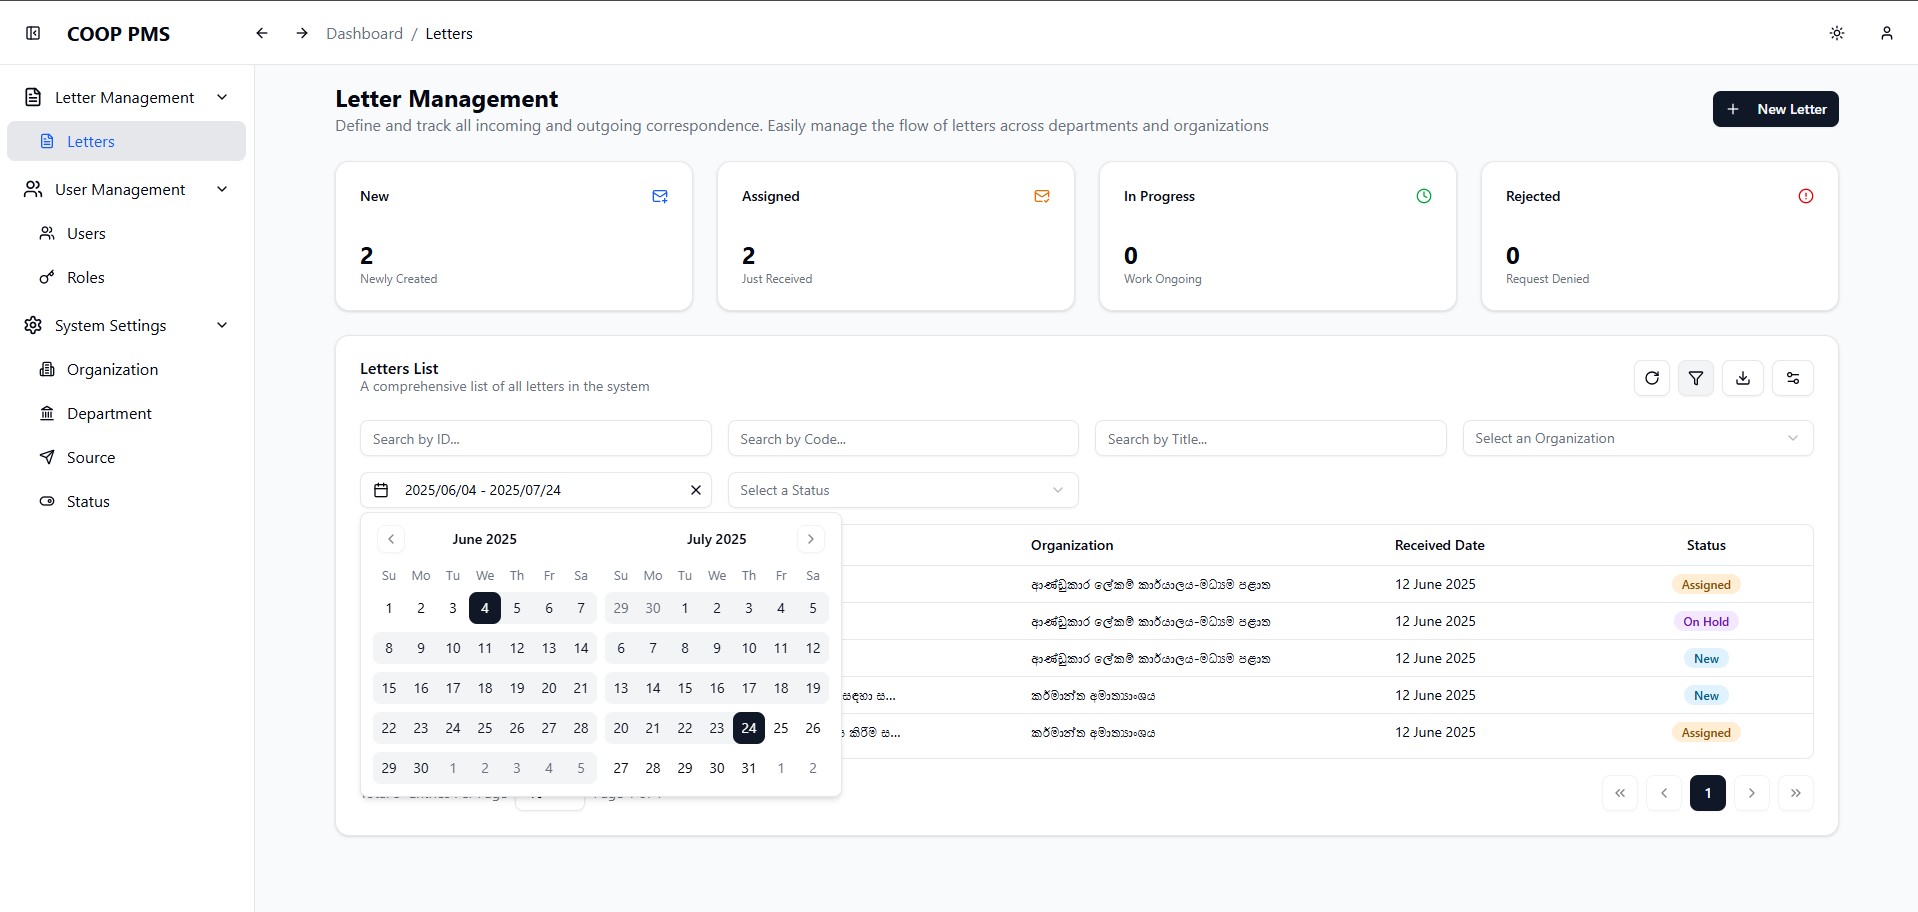 COOP PMS
Dashboard / Letters
Letter Management
Letters
User Management
Users
Roles
System Settings
Organization
Department
Source
Status
Letter Management
Define and track all incoming and outgoing correspondence. Easily manage the flow of letters across departments and organizations
New Letter
New
2
Newly Created
Assigned
2
Just Received
In Progress
0
Work Ongoing
Rejected
0
Request Denied
Letters List
A comprehensive list of all letters in the system
Search by ID...
Search by Code...
Search by Title...
Select an Organization
2025/06/04 - 2025/07/24
Select a Status
June 2025
Su Mo Tu We Th Fr Sa
1 2 3 4 5 6 7
8 9 10 11 12 13 14
15 16 17 18 19 20 21
22 23 24 25 26 27 28
29 30 1 2 3 4 5
July 2025
Su Mo Tu We Th Fr Sa
29 30 1 2 3 4 5
6 7 8 9 10 11 12
13 14 15 16 17 18 19
20 21 22 23 24 25 26
27 28 29 30 31 1 2
Organization Received Date Status
ආණ්ඩුකාර ලේකම් කාර්යාලය-මධ්‍යම පළාත 12 June 2025 Assigned
ආණ්ඩුකාර ලේකම් කාර්යාලය-මධ්‍යම පළාත 12 June 2025 On Hold
ආණ්ඩුකාර ලේකම් කාර්යාලය-මධ්‍යම පළාත 12 June 2025 New
සඳහා ස... කර්මාන්ත අමාත්‍යාංශය 12 June 2025 New
කිරීම ස... කර්මාන්ත අමාත්‍යාංශය 12 June 2025 Assigned
1